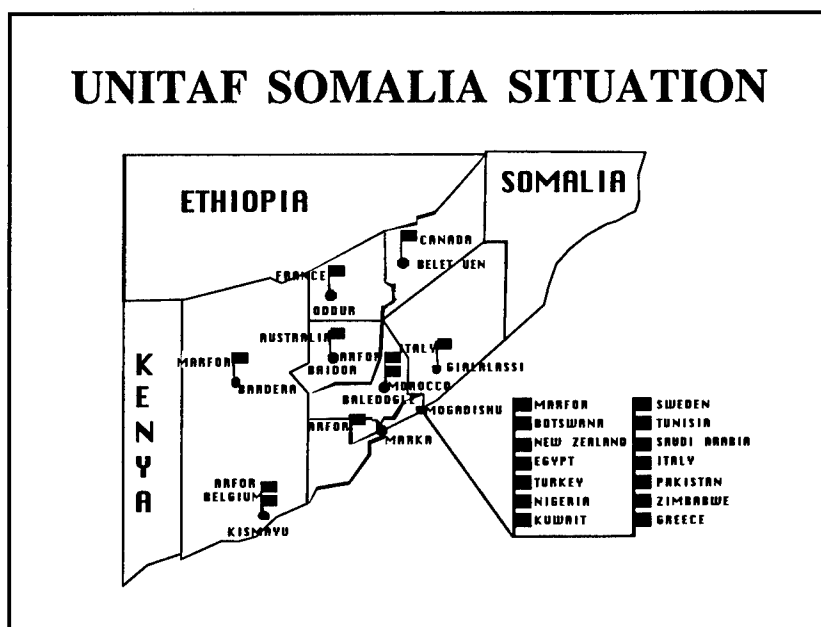 UNITAF SOMALIA SITUATION
ETHIOPIA
SOMALIA
KENYA
CANADA
BELET UEN
FRANCE
ODDUR
AUSTRALIA
BAIDOA
ARFOR
ITALY
GIALALASSI
MARFOR
BARDERA
MOROCCO
BALEDOGLE
MOGADISHU
ARFOR
MARKA
ARFOR
BELGIUM
KISMAYU
MARFOR
BOTSWANA
NEW ZEALAND
EGYPT
TURKEY
NIGERIA
KUWAIT
SWEDEN
TUNISIA
SAUDI ARABIA
ITALY
PAKISTAN
ZIMBABWE
GREECE